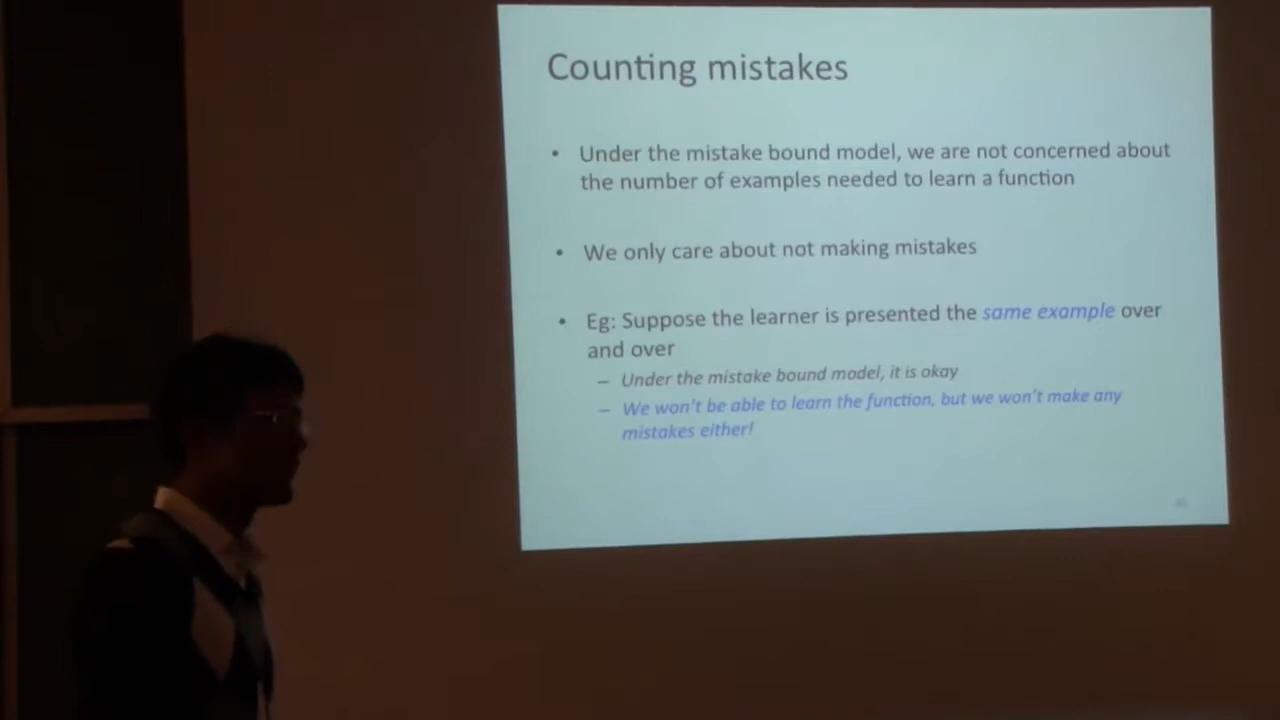 Counting mistakes
• Under the mistake bound model, we are not concerned about
the number of examples needed to learn a function
• We only care about not making mistakes
• Eg: Suppose the learner is presented the same example over
and over
– Under the mistake bound model, it is okay
– We won't be able to learn the function, but we won't make any
mistakes either!